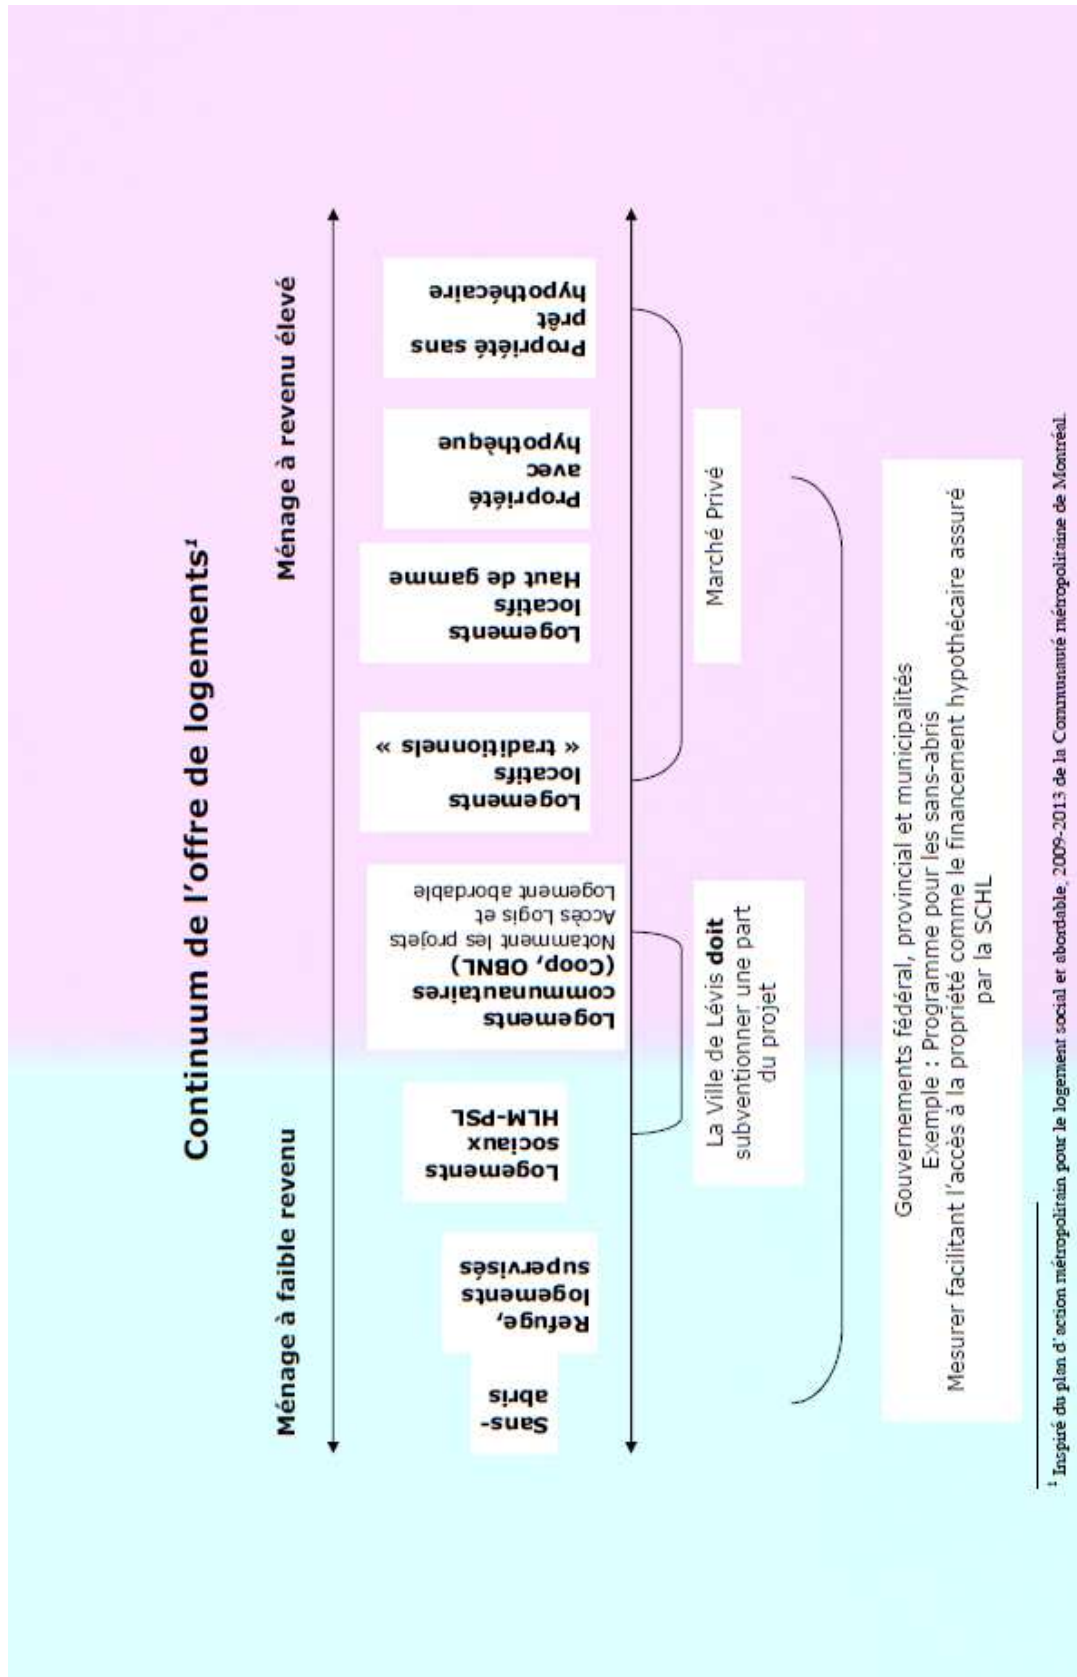 Continuum de l'offre de logements¹
Ménage à faible revenu
Ménage à revenu élevé
Sans-
abris
Refuge,
logements
supervisés
Logements
sociaux
HLM-PSL
Logements
communautaires
(Coop, OBNL)
Notamment les projets
Accès Logis et
Logement abordable
Logements
locatifs
« traditionnels »
Logements
locatifs
Haut de gamme
Propriété
avec
hypothèque
Propriété sans
prêt
hypothécaire
La Ville de Lévis doit
subventionner une part
du projet
Marché Privé
Gouvernements fédéral, provincial et municipalités
Exemple : Programme pour les sans-abris
Mesurer facilitant l'accès à la propriété comme le financement hypothécaire assuré
par la SCHL
¹ Inspiré du plan d'action métropolitain pour le logement social et abordable, 2009-2013 de la Communauté métropolitaine de Montréal.